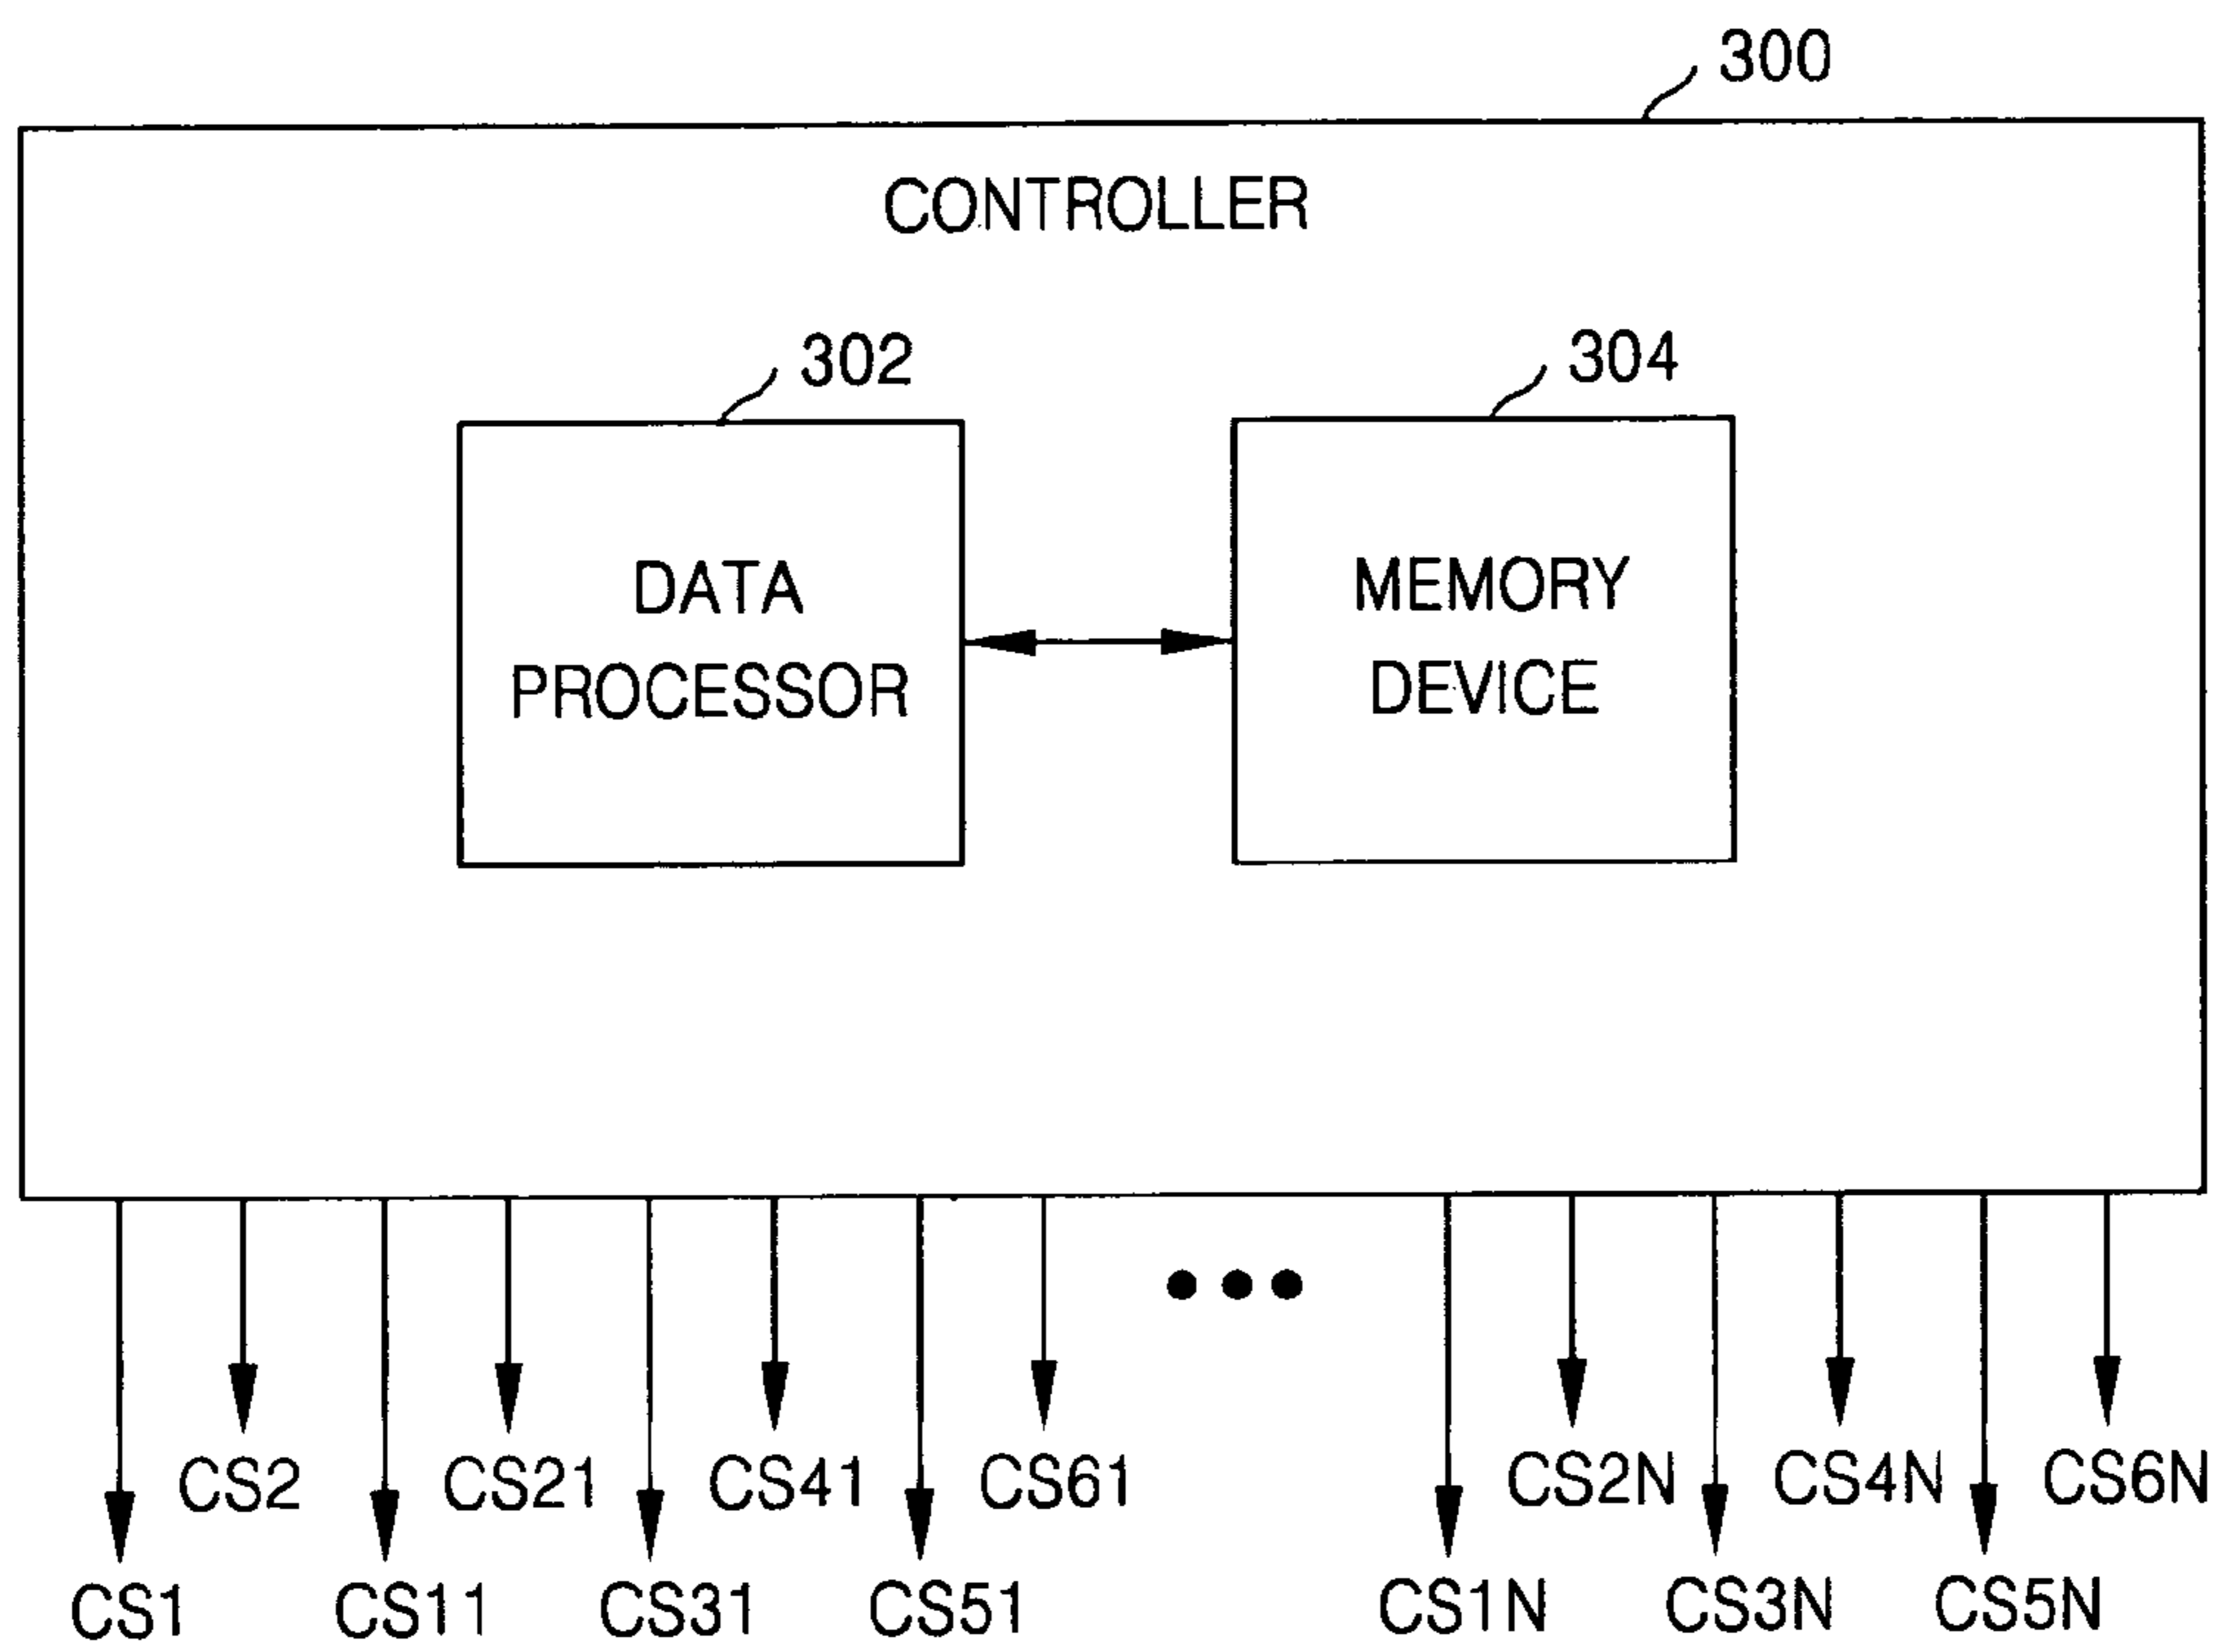 300
CONTROLLER
302
304
DATA
PROCESSOR
MEMORY
DEVICE
CS2
CS21
CS41
CS61
CS2N
CS4N
CS6N
CS1
CS11
CS31
CS51
CS1N
CS3N
CS5N